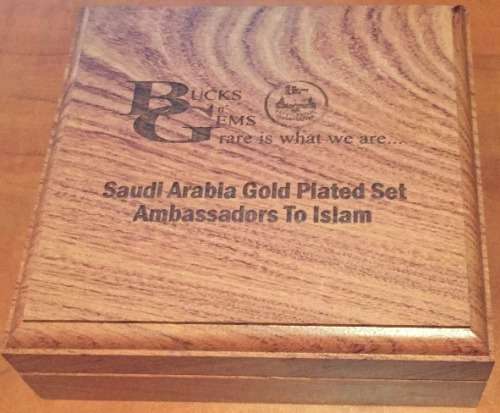 BUCKS
n'
GEMS
rare is what we are...
Saudi Arabia Gold Plated Set
Ambassadors To Islam